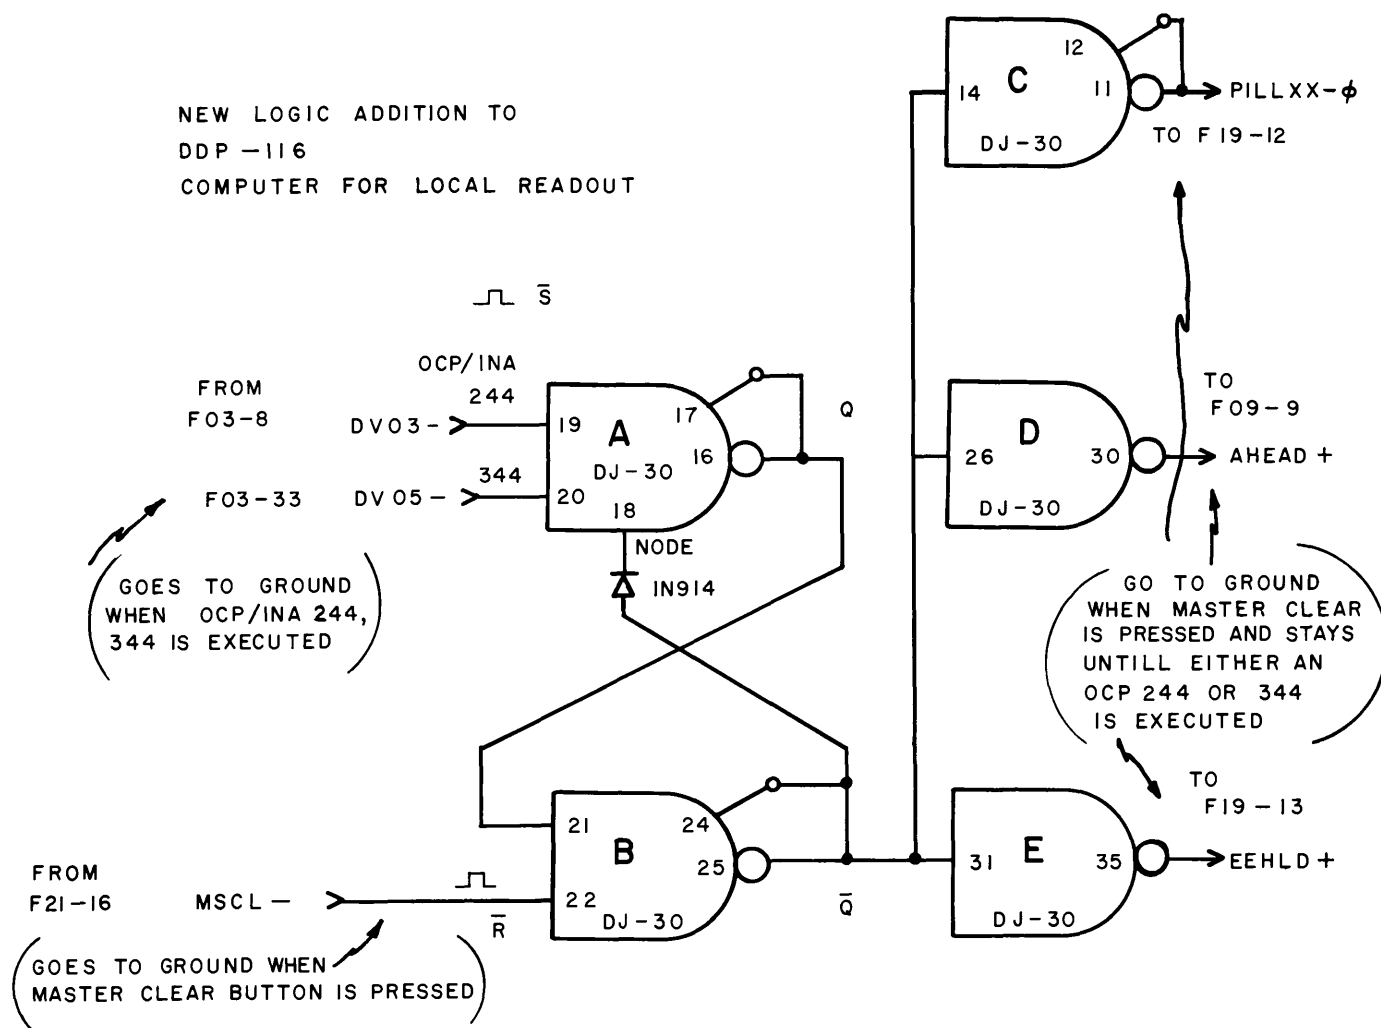 NEW LOGIC ADDITION TO
DDP-116
COMPUTER FOR LOCAL READOUT
C
12
14
11
DJ-30
PILLXX-ϕ
TO F19-12
S̅
OCP/INA
244
FROM
F03-8
DV03-
19
A
17
16
DJ-30
Q
344
F03-33
DV05-
20
18
NODE
1N914
(GOES TO GROUND
WHEN OCP/INA 244,
344 IS EXECUTED)
TO
F09-9
D
26
30
DJ-30
AHEAD+
(GO TO GROUND
WHEN MASTER CLEAR
IS PRESSED AND STAYS
UNTILL EITHER AN
OCP 244 OR 344
IS EXECUTED)
TO
F19-13
21
B
24
25
22
DJ-30
Q̅
31
E
35
DJ-30
EEHLD+
FROM
F21-16
MSCL-
R̅
(GOES TO GROUND WHEN
MASTER CLEAR BUTTON IS PRESSED)